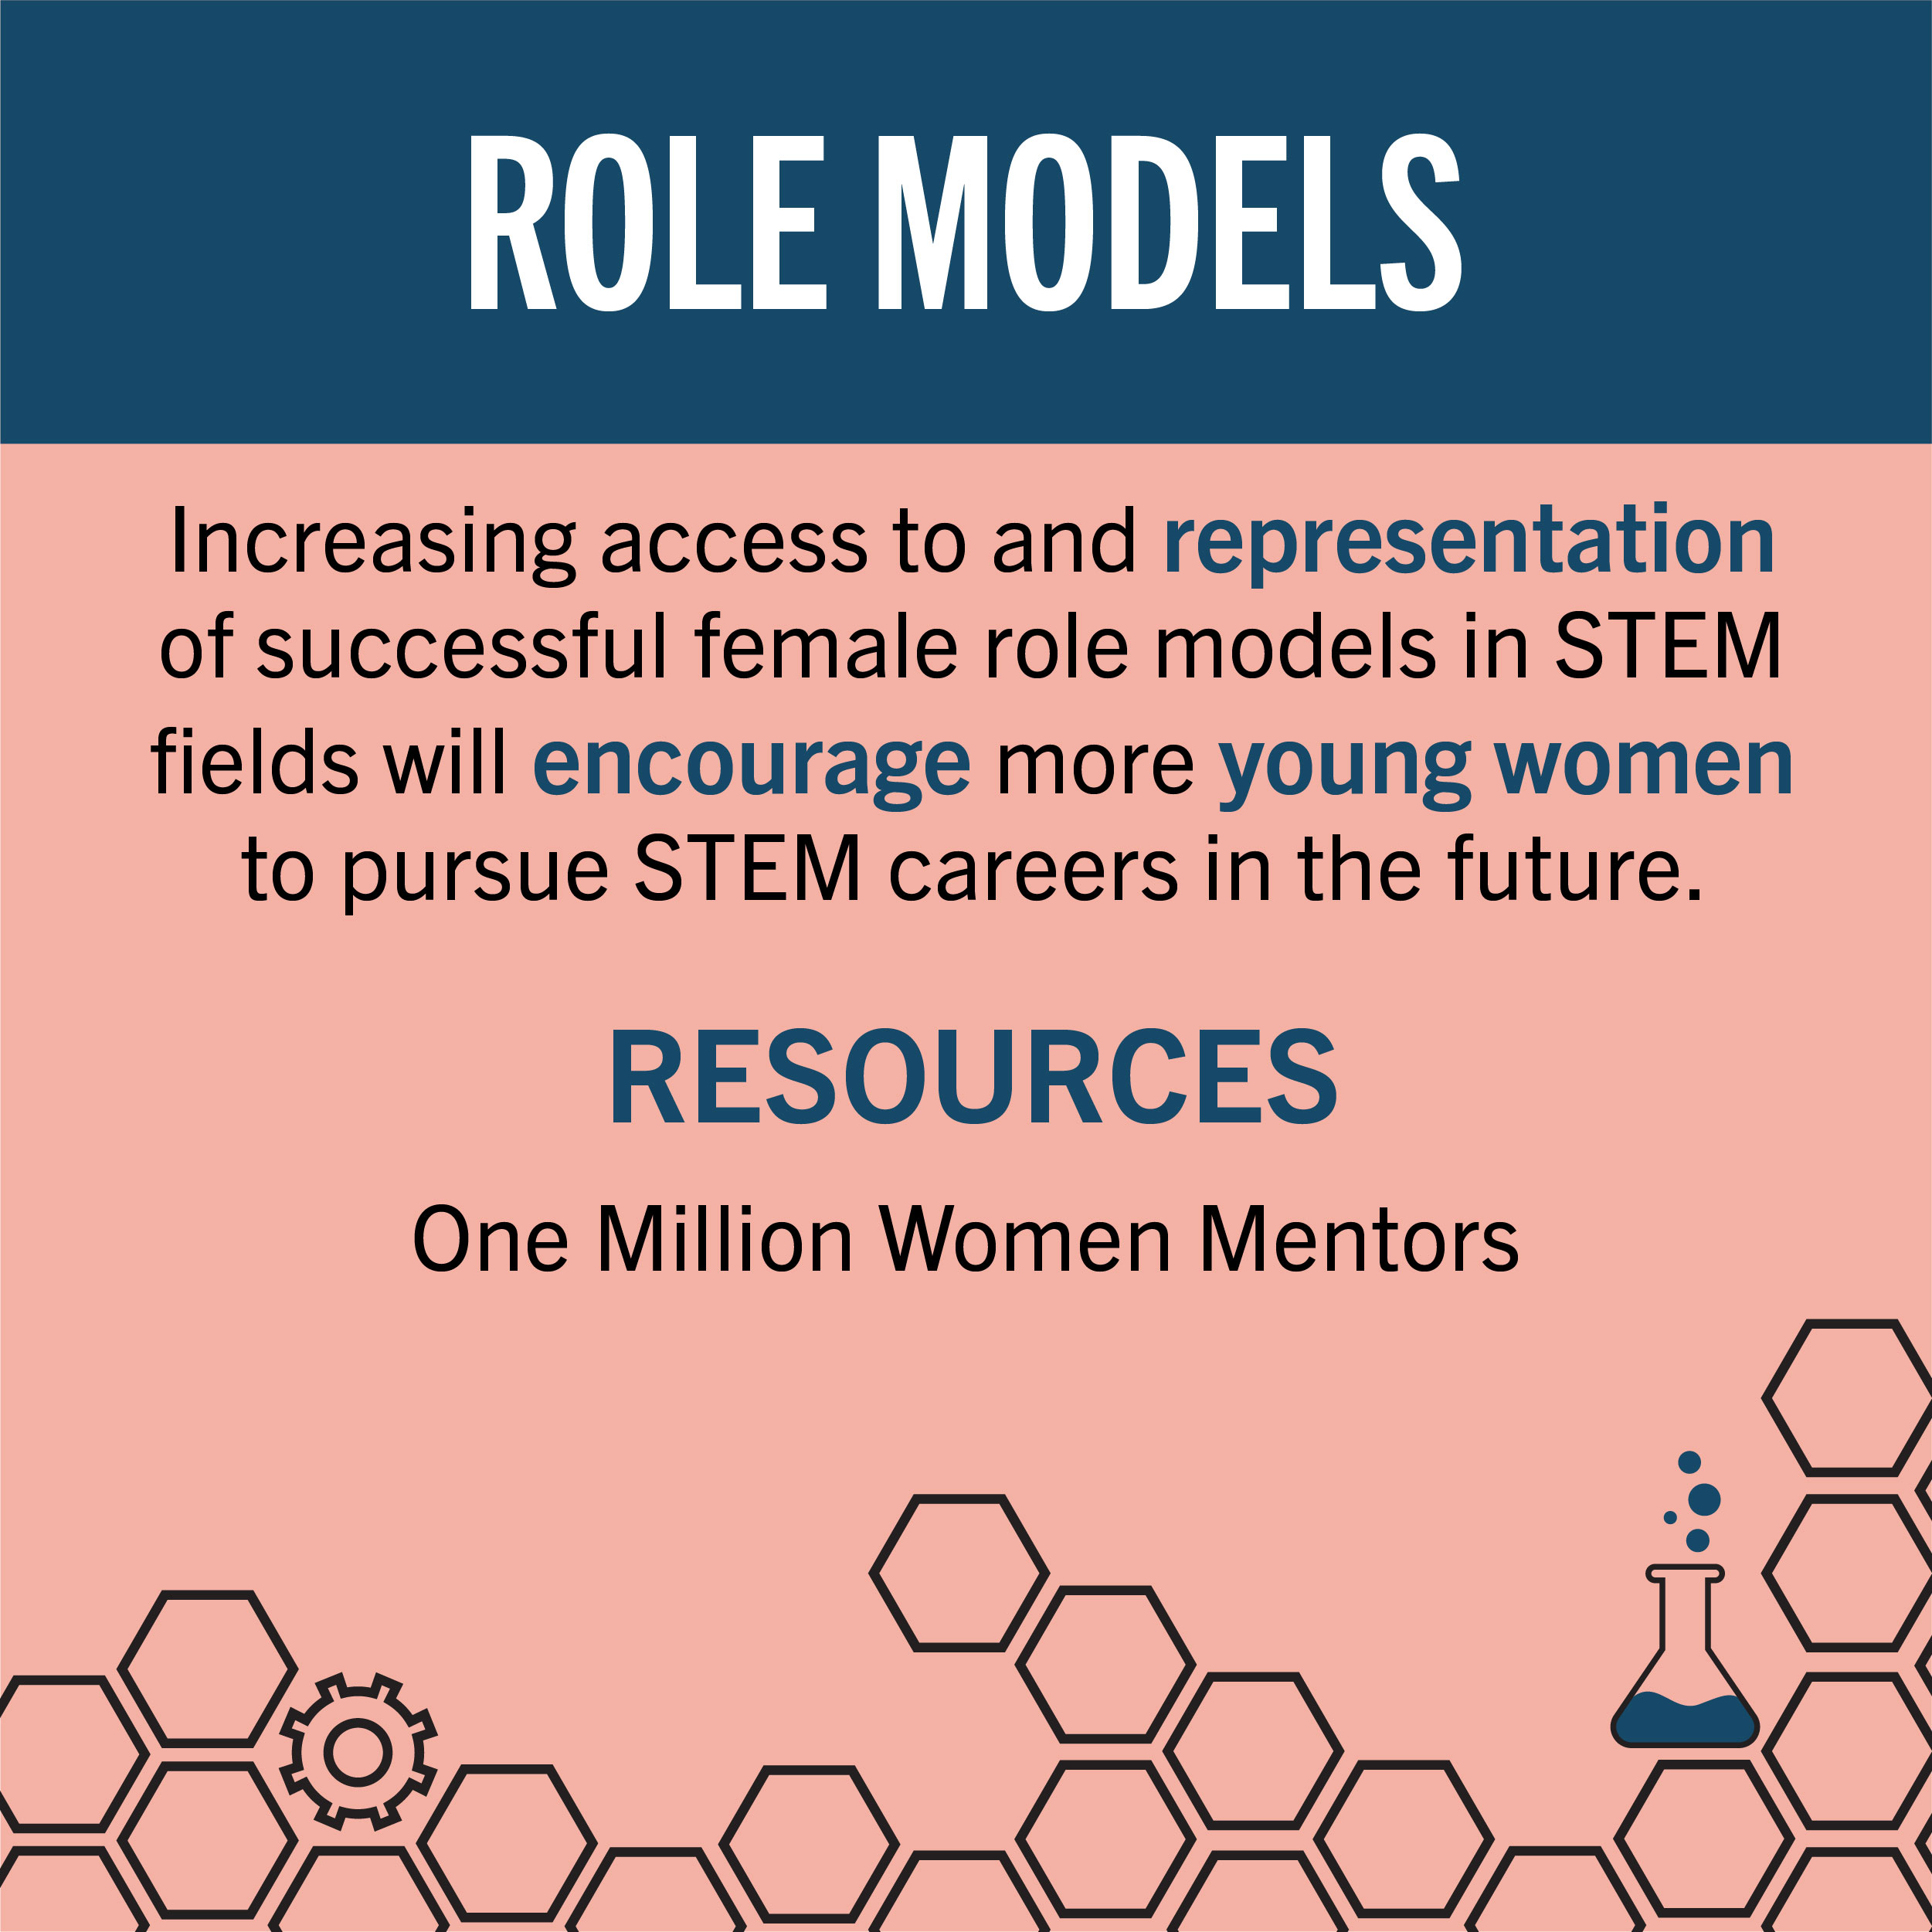 ROLE MODELS
Increasing access to and representation
of successful female role models in STEM
fields will encourage more young women
to pursue STEM careers in the future.
RESOURCES
One Million Women Mentors